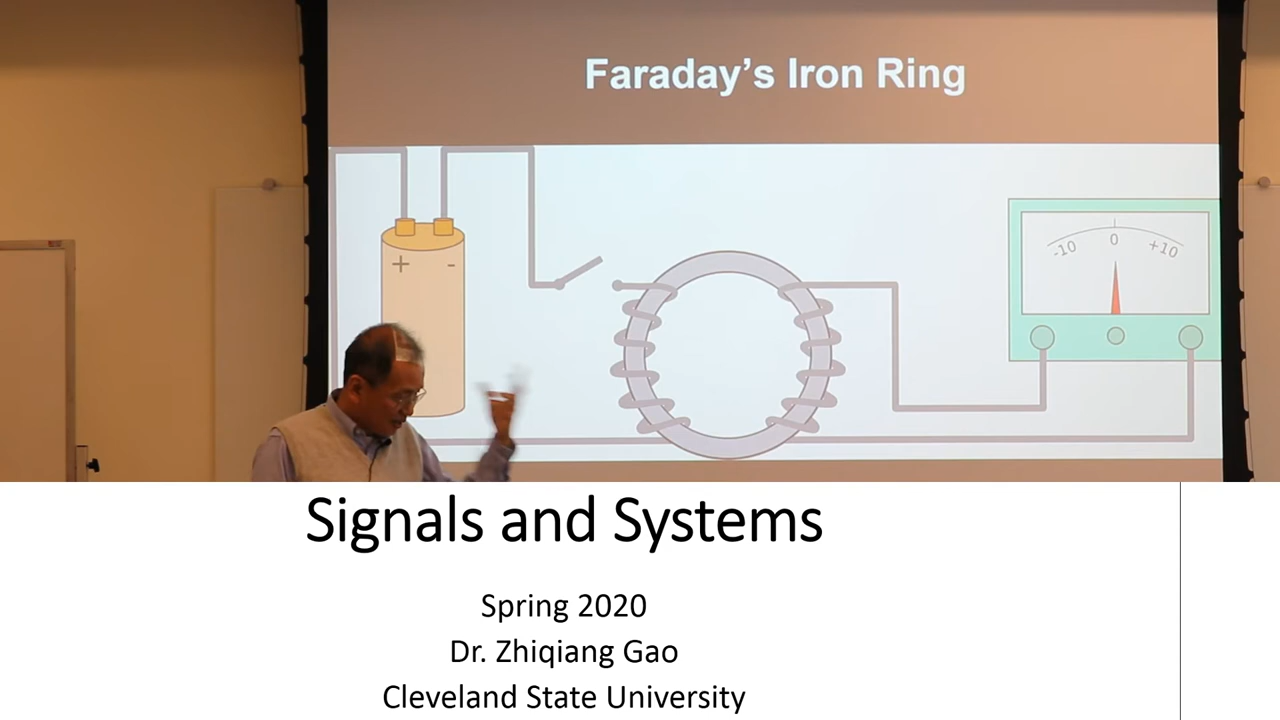 Faraday's Iron Ring
+ -
-10 0 +10
Signals and Systems
Spring 2020
Dr. Zhiqiang Gao
Cleveland State University